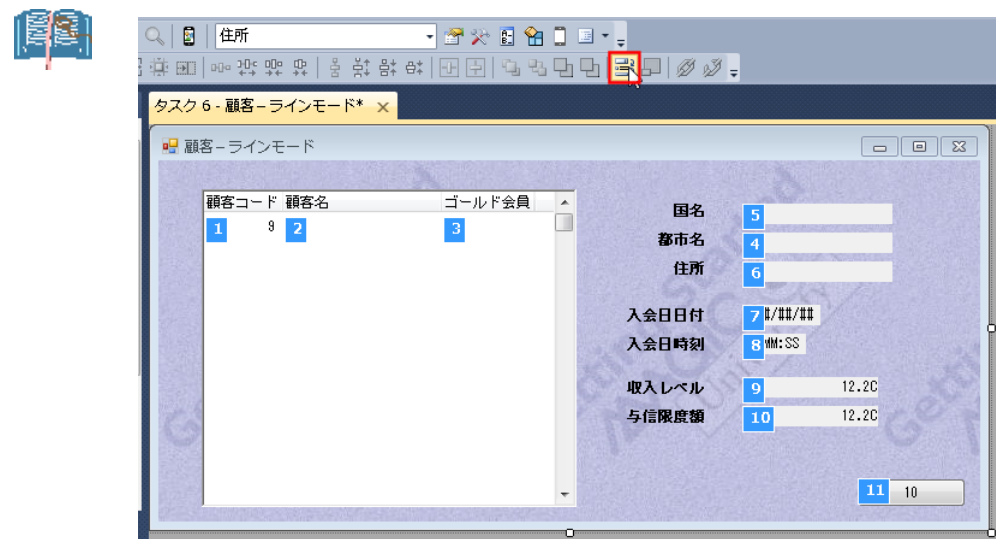 住所
タスク 6 - 顧客－ラインモード*
顧客－ラインモード
顧客コード 顧客名 ゴールド会員
1 9 2 3
国名 5
都市名 4
住所 6
入会日日付 7 #/##/##
入会日時刻 8 MM:SS
収入レベル 9 12.2C
与信限度額 10 12.2C
11 10
Getting Started
University
Getting